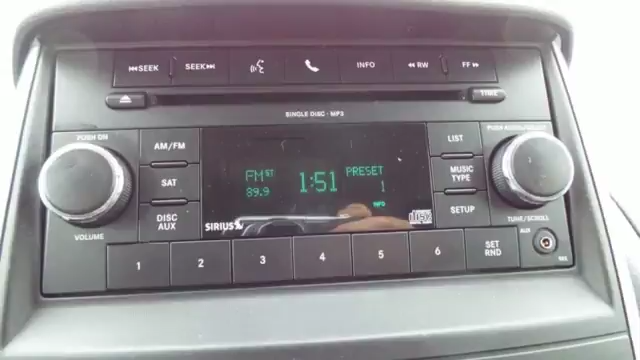 SEEK SEEK INFO RW FF
TIME
SINGLE DISC - MP3
PUSH ON AM/FM LIST PUSH AUDIO/SELECT
FM ST 1:51 PRESET
89.9 1
INFO
SAT MUSIC TYPE
DISC AUX SETUP
VOLUME SIRIUS disc TUNE/SCROLL
AUX
1 2 3 4 5 6 SET RND